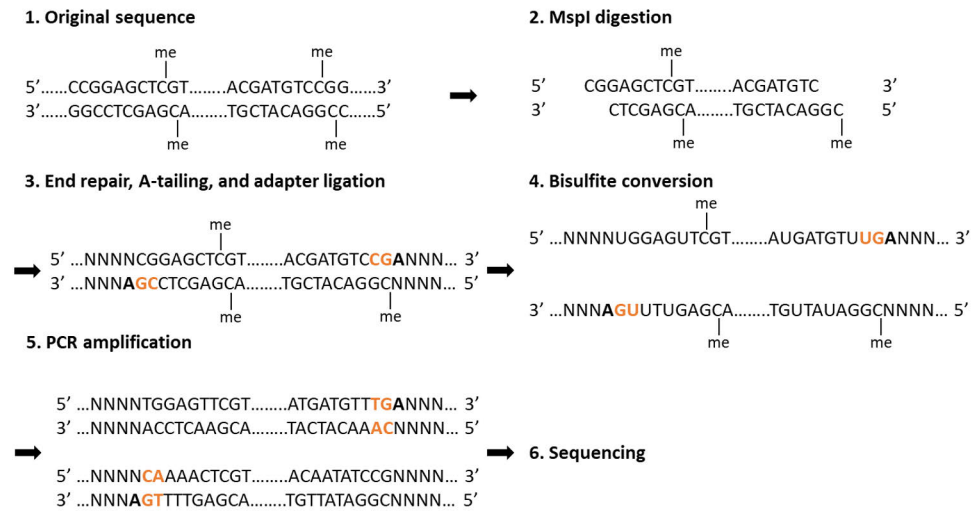 1. Original sequence
me
me
5’……CCGGAGCTCGT……..ACGATGTCCGG……3’
3’……GGCCTCGAGCA……..TGCTACAGGCC……5’
me
me
2. MspI digestion
me
5’ CGGAGCTCGT……..ACGATGTC 3’
3’ CTCGAGCA……..TGCTACAGGC 5’
me
me
3. End repair, A-tailing, and adapter ligation
me
5’ …NNNNCGGAGCTCGT……..ACGATGTCCGANNN… 3’
3’ …NNNAGCCTCGAGCA……..TGCTACAGGCNNNN… 5’
me
me
4. Bisulfite conversion
me
5’ …NNNNUGGAGUTCGT……..AUGATGTUUGANNN… 3’
3’ …NNNAGUUTUGAGCA……..TGUTAUAGGCNNNN… 5’
me
me
5. PCR amplification
5’ …NNNNTGGAGTTCGT……..ATGATGTTTGANNN… 3’
3’ …NNNNACCTCAAGCA……..TACTACAAACNNNN… 5’
5’ …NNNNCAAAACTCGT……..ACAATATCCGNNNN… 3’
3’ …NNNAGTTTTGAGCA……..TGTTATAGGCNNNN… 5’
6. Sequencing